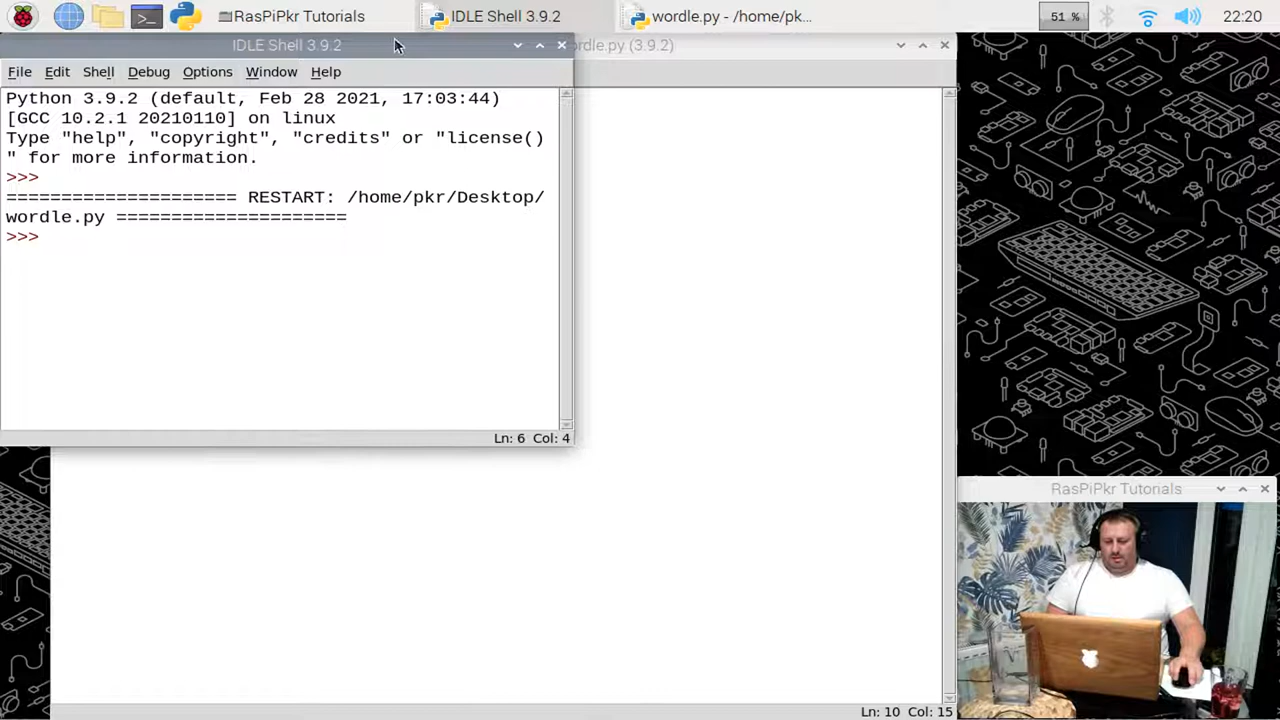 RasPiPkr Tutorials
IDLE Shell 3.9.2
wordle.py - /home/pk...
51 %
22:20
IDLE Shell 3.9.2
rdle.py (3.9.2)
File Edit Shell Debug Options Window Help
Python 3.9.2 (default, Feb 28 2021, 17:03:44)
[GCC 10.2.1 20210110] on linux
Type "help", "copyright", "credits" or "license()
" for more information.
>>>
===================== RESTART: /home/pkr/Desktop/
wordle.py =====================
>>>
Ln: 6 Col: 4
RasPiPkr Tutorials
Ln: 10 Col: 15